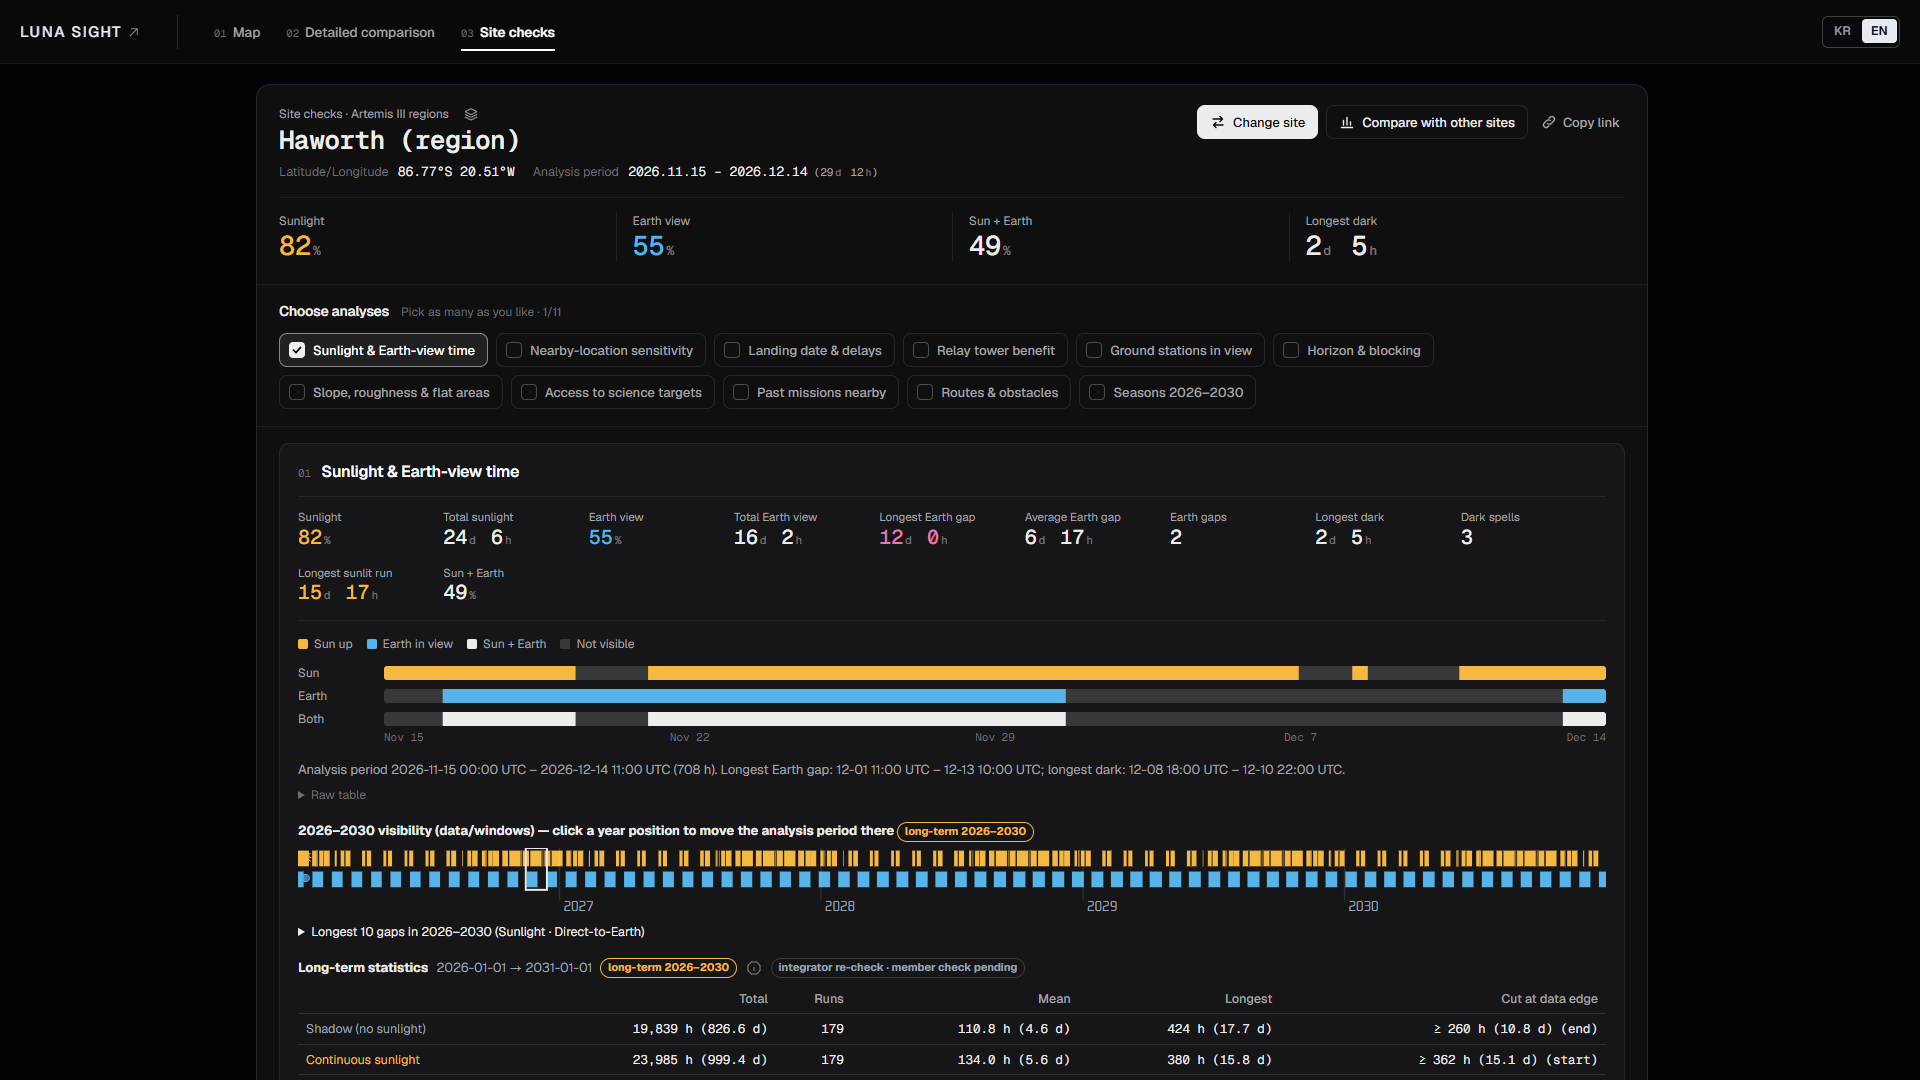 LUNA SIGHT ↗
01 Map
02 Detailed comparison
03 Site checks
KR EN
Site checks · Artemis III regions
Haworth (region)
Change site
Compare with other sites
Copy link
Latitude/Longitude 86.77°S 20.51°W Analysis period 2026.11.15 – 2026.12.14 (29d 12h)
Sunlight
82%
Earth view
55%
Sun + Earth
49%
Longest dark
2d 5h
Choose analyses Pick as many as you like · 1/11
Sunlight & Earth-view time
Nearby-location sensitivity
Landing date & delays
Relay tower benefit
Ground stations in view
Horizon & blocking
Slope, roughness & flat areas
Access to science targets
Past missions nearby
Routes & obstacles
Seasons 2026–2030
01 Sunlight & Earth-view time
Sunlight
82%
Total sunlight
24d 6h
Earth view
55%
Total Earth view
16d 2h
Longest Earth gap
12d 0h
Average Earth gap
6d 17h
Earth gaps
2
Longest dark
2d 5h
Dark spells
3
Longest sunlit run
15d 17h
Sun + Earth
49%
Sun up Earth in view Sun + Earth Not visible
Sun
Earth
Both
Nov 15 Nov 22 Nov 29 Dec 7 Dec 14
Analysis period 2026-11-15 00:00 UTC – 2026-12-14 11:00 UTC (708 h). Longest Earth gap: 12-01 11:00 UTC – 12-13 10:00 UTC; longest dark: 12-08 18:00 UTC – 12-10 22:00 UTC.
▶ Raw table
2026–2030 visibility (data/windows) — click a year position to move the analysis period there long-term 2026–2030
2027 2028 2029 2030
▶ Longest 10 gaps in 2026–2030 (Sunlight · Direct-to-Earth)
Long-term statistics 2026-01-01 → 2031-01-01 long-term 2026–2030 integrator re-check · member check pending
Total Runs Mean Longest Cut at data edge
Shadow (no sunlight) 19,839 h (826.6 d) 179 110.8 h (4.6 d) 424 h (17.7 d) ≥ 260 h (10.8 d) (end)
Continuous sunlight 23,985 h (999.4 d) 179 134.0 h (5.6 d) 380 h (15.8 d) ≥ 362 h (15.1 d) (start)